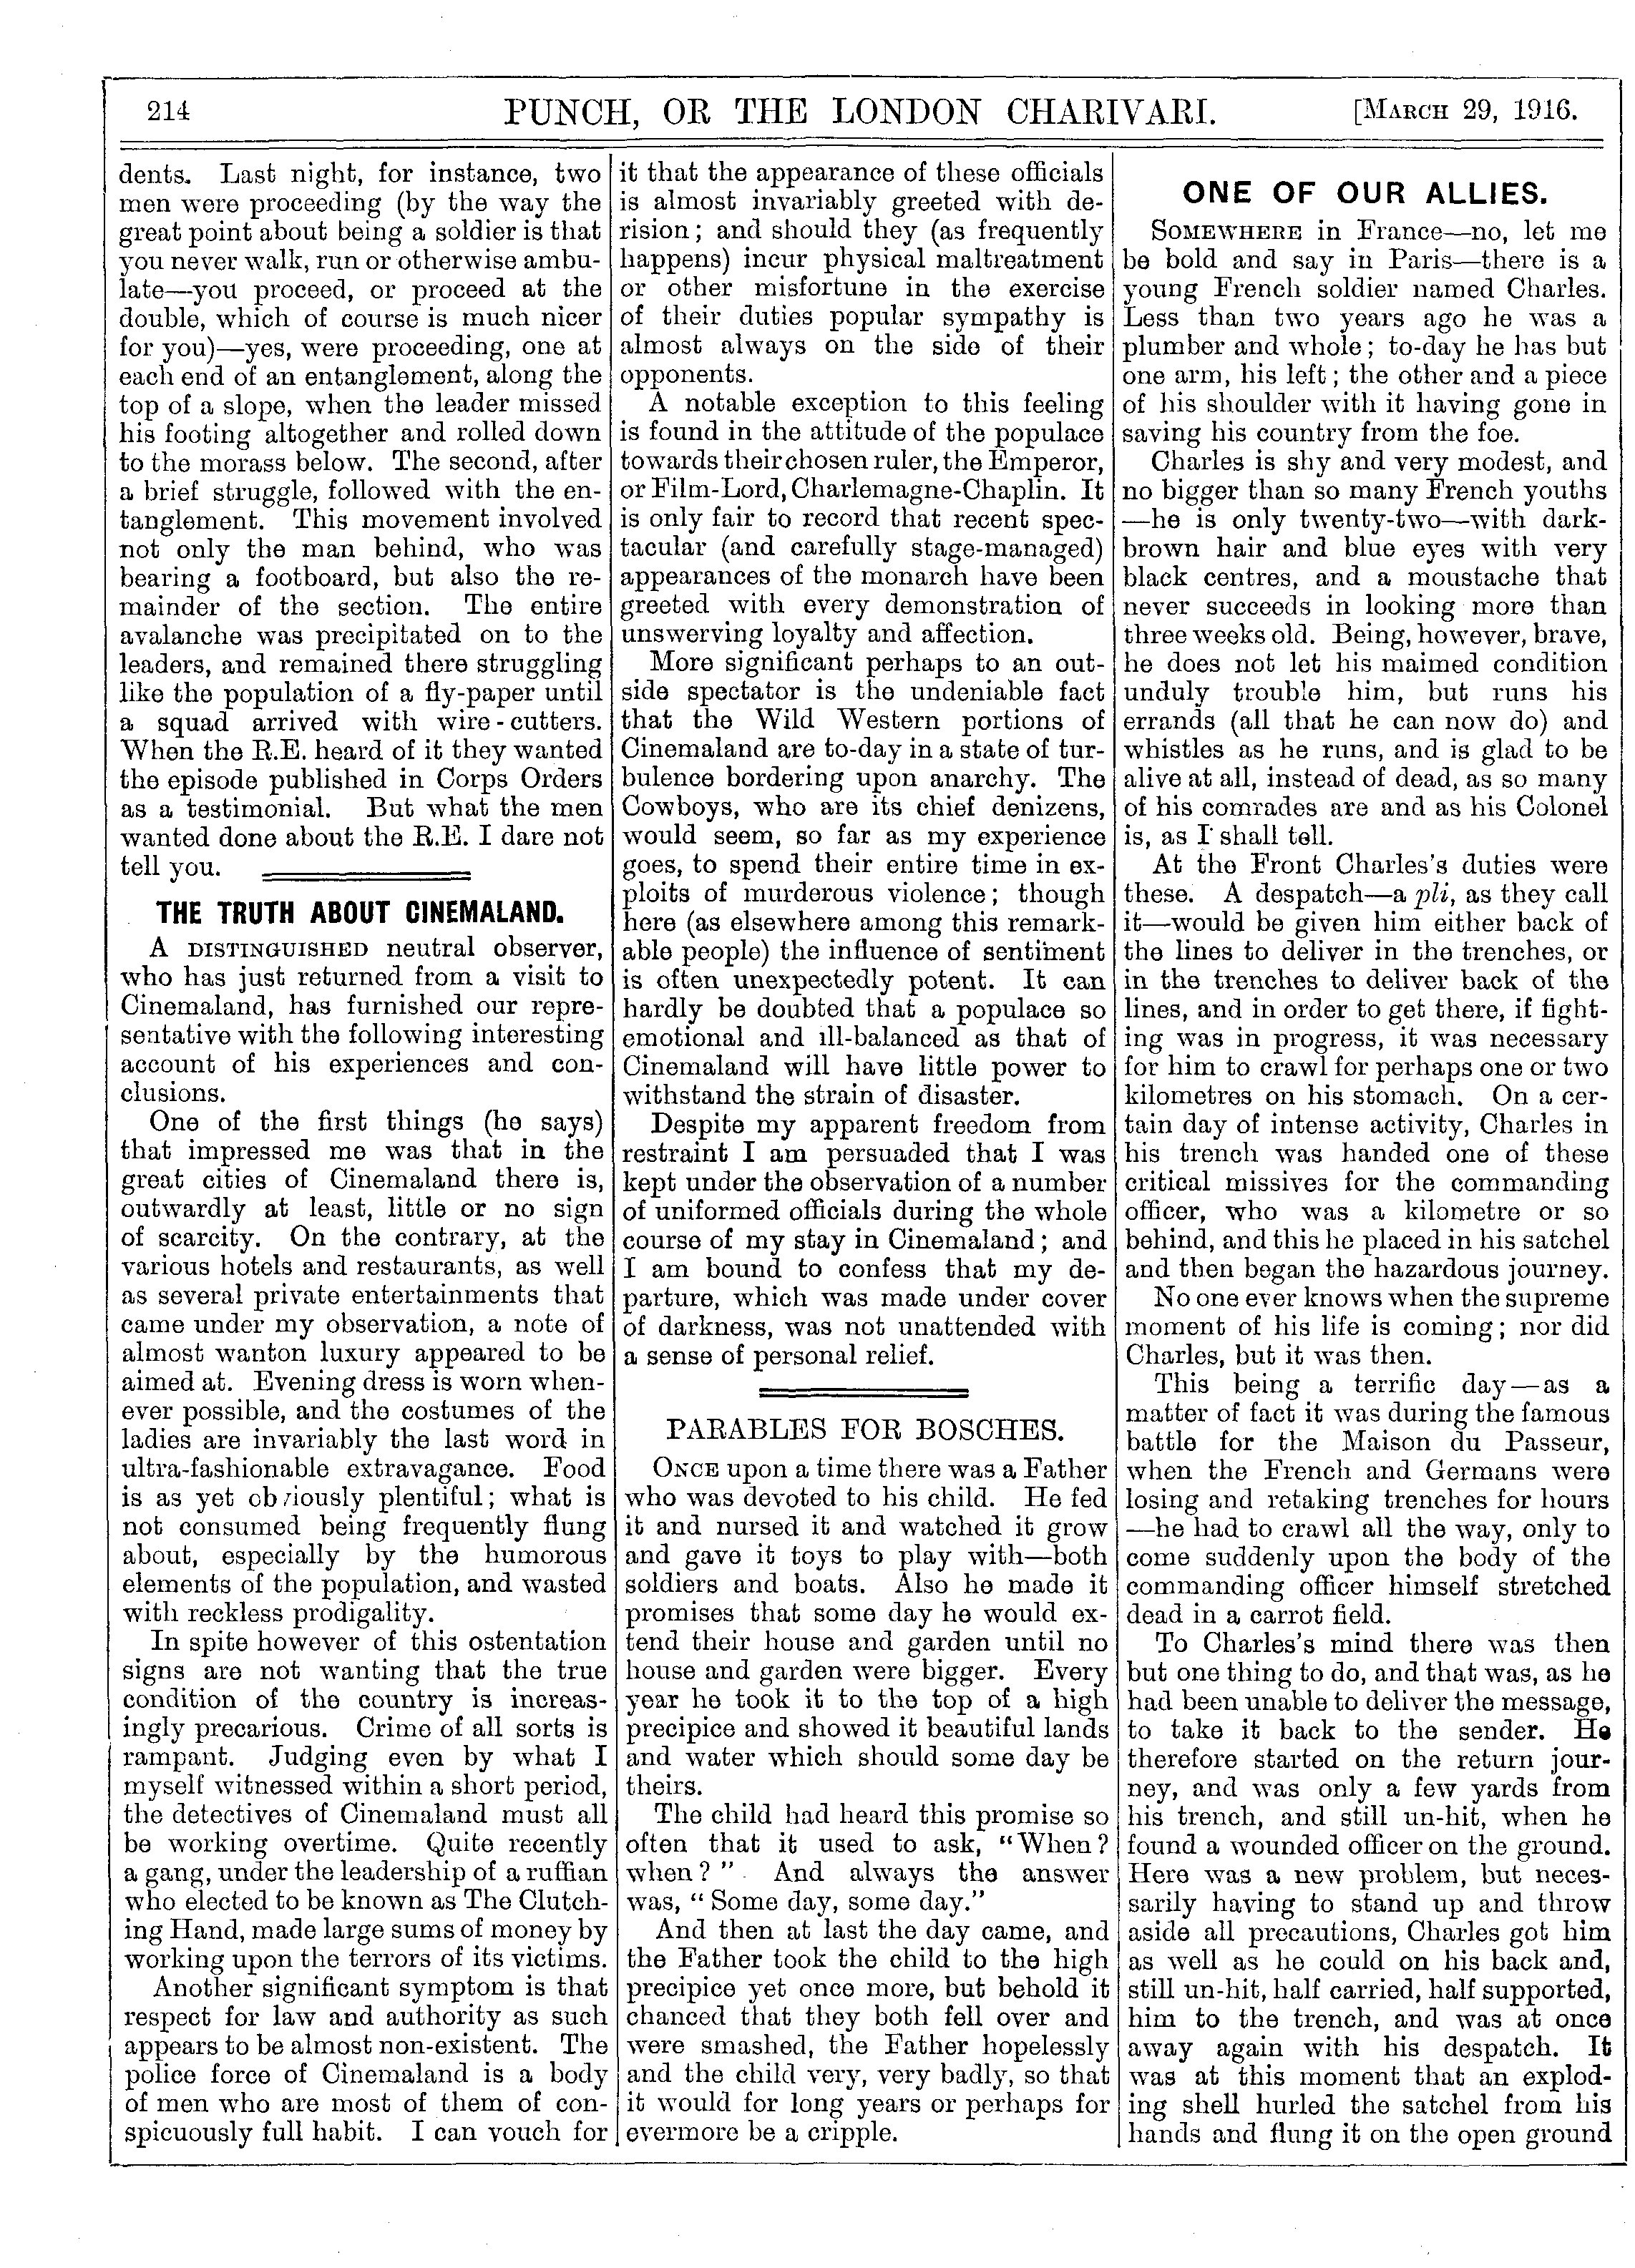 214
PUNCH, OR THE LONDON CHARIVARI.
[MARCH 29, 1916.
dents. Last night, for instance, two
men were proceeding (by the way the
great point about being a soldier is that
you never walk, run or otherwise ambu-
late—you proceed, or proceed at the
double, which of course is much nicer
for you)—yes, were proceeding, one at
each end of an entanglement, along the
top of a slope, when the leader missed
his footing altogether and rolled down
to the morass below. The second, after
a brief struggle, followed with the en-
tanglement. This movement involved
not only the man behind, who was
bearing a footboard, but also the re-
mainder of the section. The entire
avalanche was precipitated on to the
leaders, and remained there struggling
like the population of a fly-paper until
a squad arrived with wire-cutters.
When the R.E. heard of it they wanted
the episode published in Corps Orders
as a testimonial. But what the men
wanted done about the R.E. I dare not
tell you.
THE TRUTH ABOUT CINEMALAND.
A DISTINGUISHED neutral observer,
who has just returned from a visit to
Cinemaland, has furnished our repre-
sentative with the following interesting
account of his experiences and con-
clusions.
One of the first things (he says)
that impressed me was that in the
great cities of Cinemaland there is,
outwardly at least, little or no sign
of scarcity. On the contrary, at the
various hotels and restaurants, as well
as several private entertainments that
came under my observation, a note of
almost wanton luxury appeared to be
aimed at. Evening dress is worn when-
ever possible, and the costumes of the
ladies are invariably the last word in
ultra-fashionable extravagance. Food
is as yet obviously plentiful; what is
not consumed being frequently flung
about, especially by the humorous
elements of the population, and wasted
with reckless prodigality.
In spite however of this ostentation
signs are not wanting that the true
condition of the country is increas-
ingly precarious. Crime of all sorts is
rampant. Judging even by what I
myself witnessed within a short period,
the detectives of Cinemaland must all
be working overtime. Quite recently
a gang, under the leadership of a ruffian
who elected to be known as The Clutch-
ing Hand, made large sums of money by
working upon the terrors of its victims.
Another significant symptom is that
respect for law and authority as such
appears to be almost non-existent. The
police force of Cinemaland is a body
of men who are most of them of con-
spicuously full habit. I can vouch for
it that the appearance of these officials
is almost invariably greeted with de-
rision; and should they (as frequently
happens) incur physical maltreatment
or other misfortune in the exercise
of their duties popular sympathy is
almost always on the side of their
opponents.
A notable exception to this feeling
is found in the attitude of the populace
towards their chosen ruler, the Emperor,
or Film-Lord, Charlemagne-Chaplin. It
is only fair to record that recent spec-
tacular (and carefully stage-managed)
appearances of the monarch have been
greeted with every demonstration of
unswerving loyalty and affection.
More significant perhaps to an out-
side spectator is the undeniable fact
that the Wild Western portions of
Cinemaland are to-day in a state of tur-
bulence bordering upon anarchy. The
Cowboys, who are its chief denizens,
would seem, so far as my experience
goes, to spend their entire time in ex-
ploits of murderous violence; though
here (as elsewhere among this remark-
able people) the influence of sentiment
is often unexpectedly potent. It can
hardly be doubted that a populace so
emotional and ill-balanced as that of
Cinemaland will have little power to
withstand the strain of disaster.
Despite my apparent freedom from
restraint I am persuaded that I was
kept under the observation of a number
of uniformed officials during the whole
course of my stay in Cinemaland; and
I am bound to confess that my de-
parture, which was made under cover
of darkness, was not unattended with
a sense of personal relief.
PARABLES FOR BOSCHES.
ONCE upon a time there was a Father
who was devoted to his child. He fed
it and nursed it and watched it grow
and gave it toys to play with—both
soldiers and boats. Also he made it
promises that some day he would ex-
tend their house and garden until no
house and garden were bigger. Every
year he took it to the top of a high
precipice and showed it beautiful lands
and water which should some day be
theirs.
The child had heard this promise so
often that it used to ask, "When?
when?" And always the answer
was, "Some day, some day."
And then at last the day came, and
the Father took the child to the high
precipice yet once more, but behold it
chanced that they both fell over and
were smashed, the Father hopelessly
and the child very, very badly, so that
it would for long years or perhaps for
evermore be a cripple.
ONE OF OUR ALLIES.
SOMEWHERE in France—no, let me
be bold and say in Paris—there is a
young French soldier named Charles.
Less than two years ago he was a
plumber and whole; to-day he has but
one arm, his left; the other and a piece
of his shoulder with it having gone in
saving his country from the foe.
Charles is shy and very modest, and
no bigger than so many French youths
—he is only twenty-two—with dark-
brown hair and blue eyes with very
black centres, and a moustache that
never succeeds in looking more than
three weeks old. Being, however, brave,
he does not let his maimed condition
unduly trouble him, but runs his
errands (all that he can now do) and
whistles as he runs, and is glad to be
alive at all, instead of dead, as so many
of his comrades are and as his Colonel
is, as I shall tell.
At the Front Charles's duties were
these. A despatch—a pli, as they call
it—would be given him either back of
the lines to deliver in the trenches, or
in the trenches to deliver back of the
lines, and in order to get there, if fight-
ing was in progress, it was necessary
for him to crawl for perhaps one or two
kilometres on his stomach. On a cer-
tain day of intense activity, Charles in
his trench was handed one of these
critical missives for the commanding
officer, who was a kilometre or so
behind, and this he placed in his satchel
and then began the hazardous journey.
No one ever knows when the supreme
moment of his life is coming; nor did
Charles, but it was then.
This being a terrific day—as a
matter of fact it was during the famous
battle for the Maison du Passeur,
when the French and Germans were
losing and retaking trenches for hours
—he had to crawl all the way, only to
come suddenly upon the body of the
commanding officer himself stretched
dead in a carrot field.
To Charles's mind there was then
but one thing to do, and that was, as he
had been unable to deliver the message,
to take it back to the sender. He
therefore started on the return jour-
ney, and was only a few yards from
his trench, and still un-hit, when he
found a wounded officer on the ground.
Here was a new problem, but neces-
sarily having to stand up and throw
aside all precautions, Charles got him
as well as he could on his back and,
still un-hit, half carried, half supported,
him to the trench, and was at once
away again with his despatch. It
was at this moment that an explod-
ing shell hurled the satchel from his
hands and flung it on the open ground